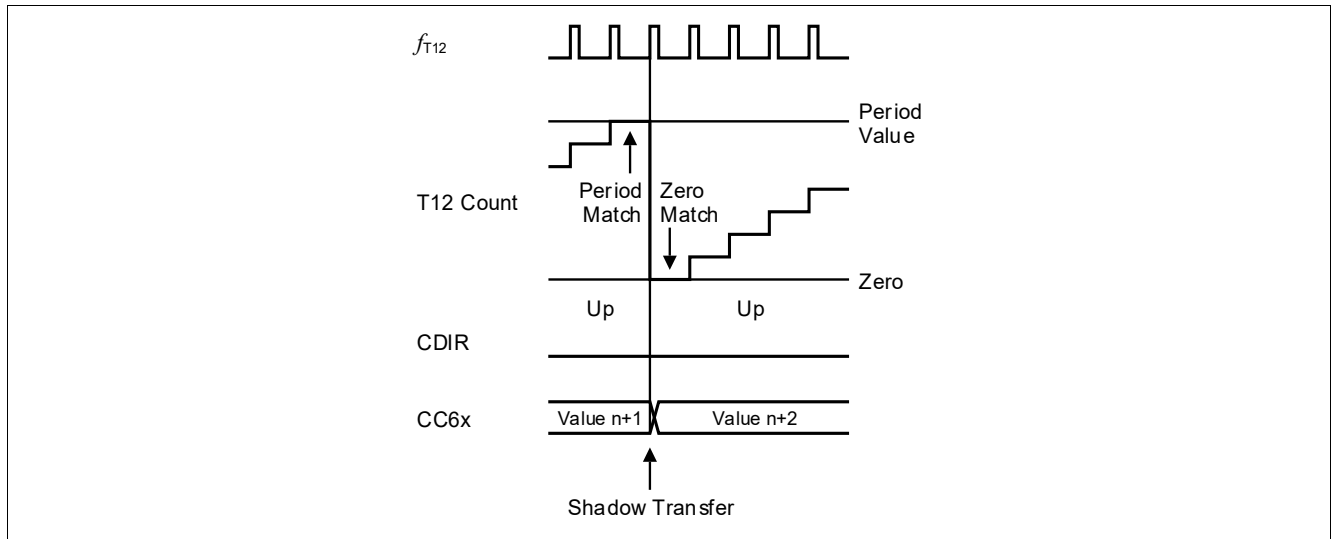 fT12
Period
Value
T12 Count
Period
Match
Zero
Match
Zero
Up
Up
CDIR
CC6x
Value n+1
Value n+2
Shadow Transfer